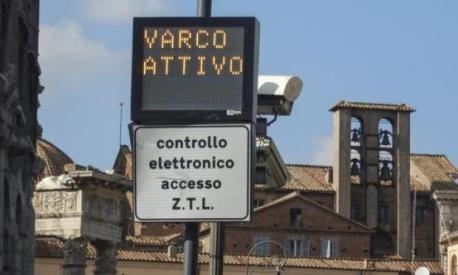 VARCO
ATTIVO
controllo
elettronico
accesso
Z.T.L.